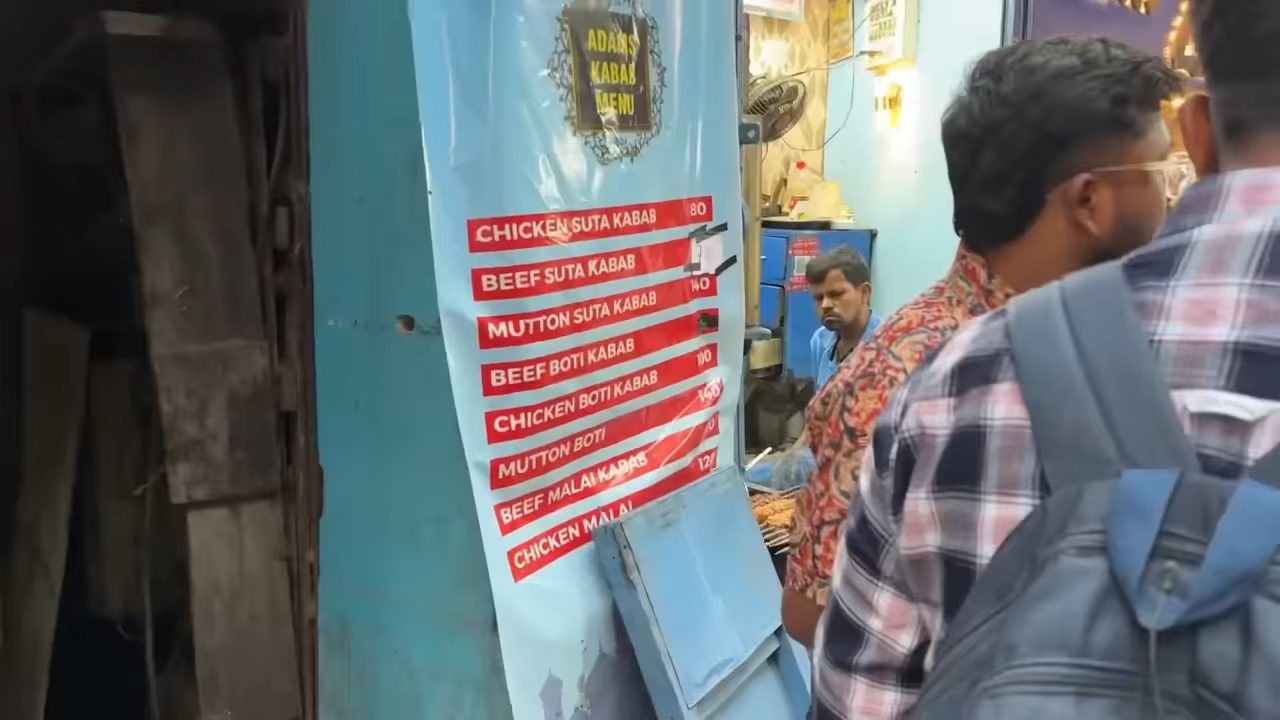 ADAMS
KABAB
MENU
CHICKEN SUTA KABAB 80
BEEF SUTA KABAB
MUTTON SUTA KABAB 140
BEEF BOTI KABAB
CHICKEN BOTI KABAB 100
MUTTON BOTI
BEEF MALAI KABAB
CHICKEN MALAI